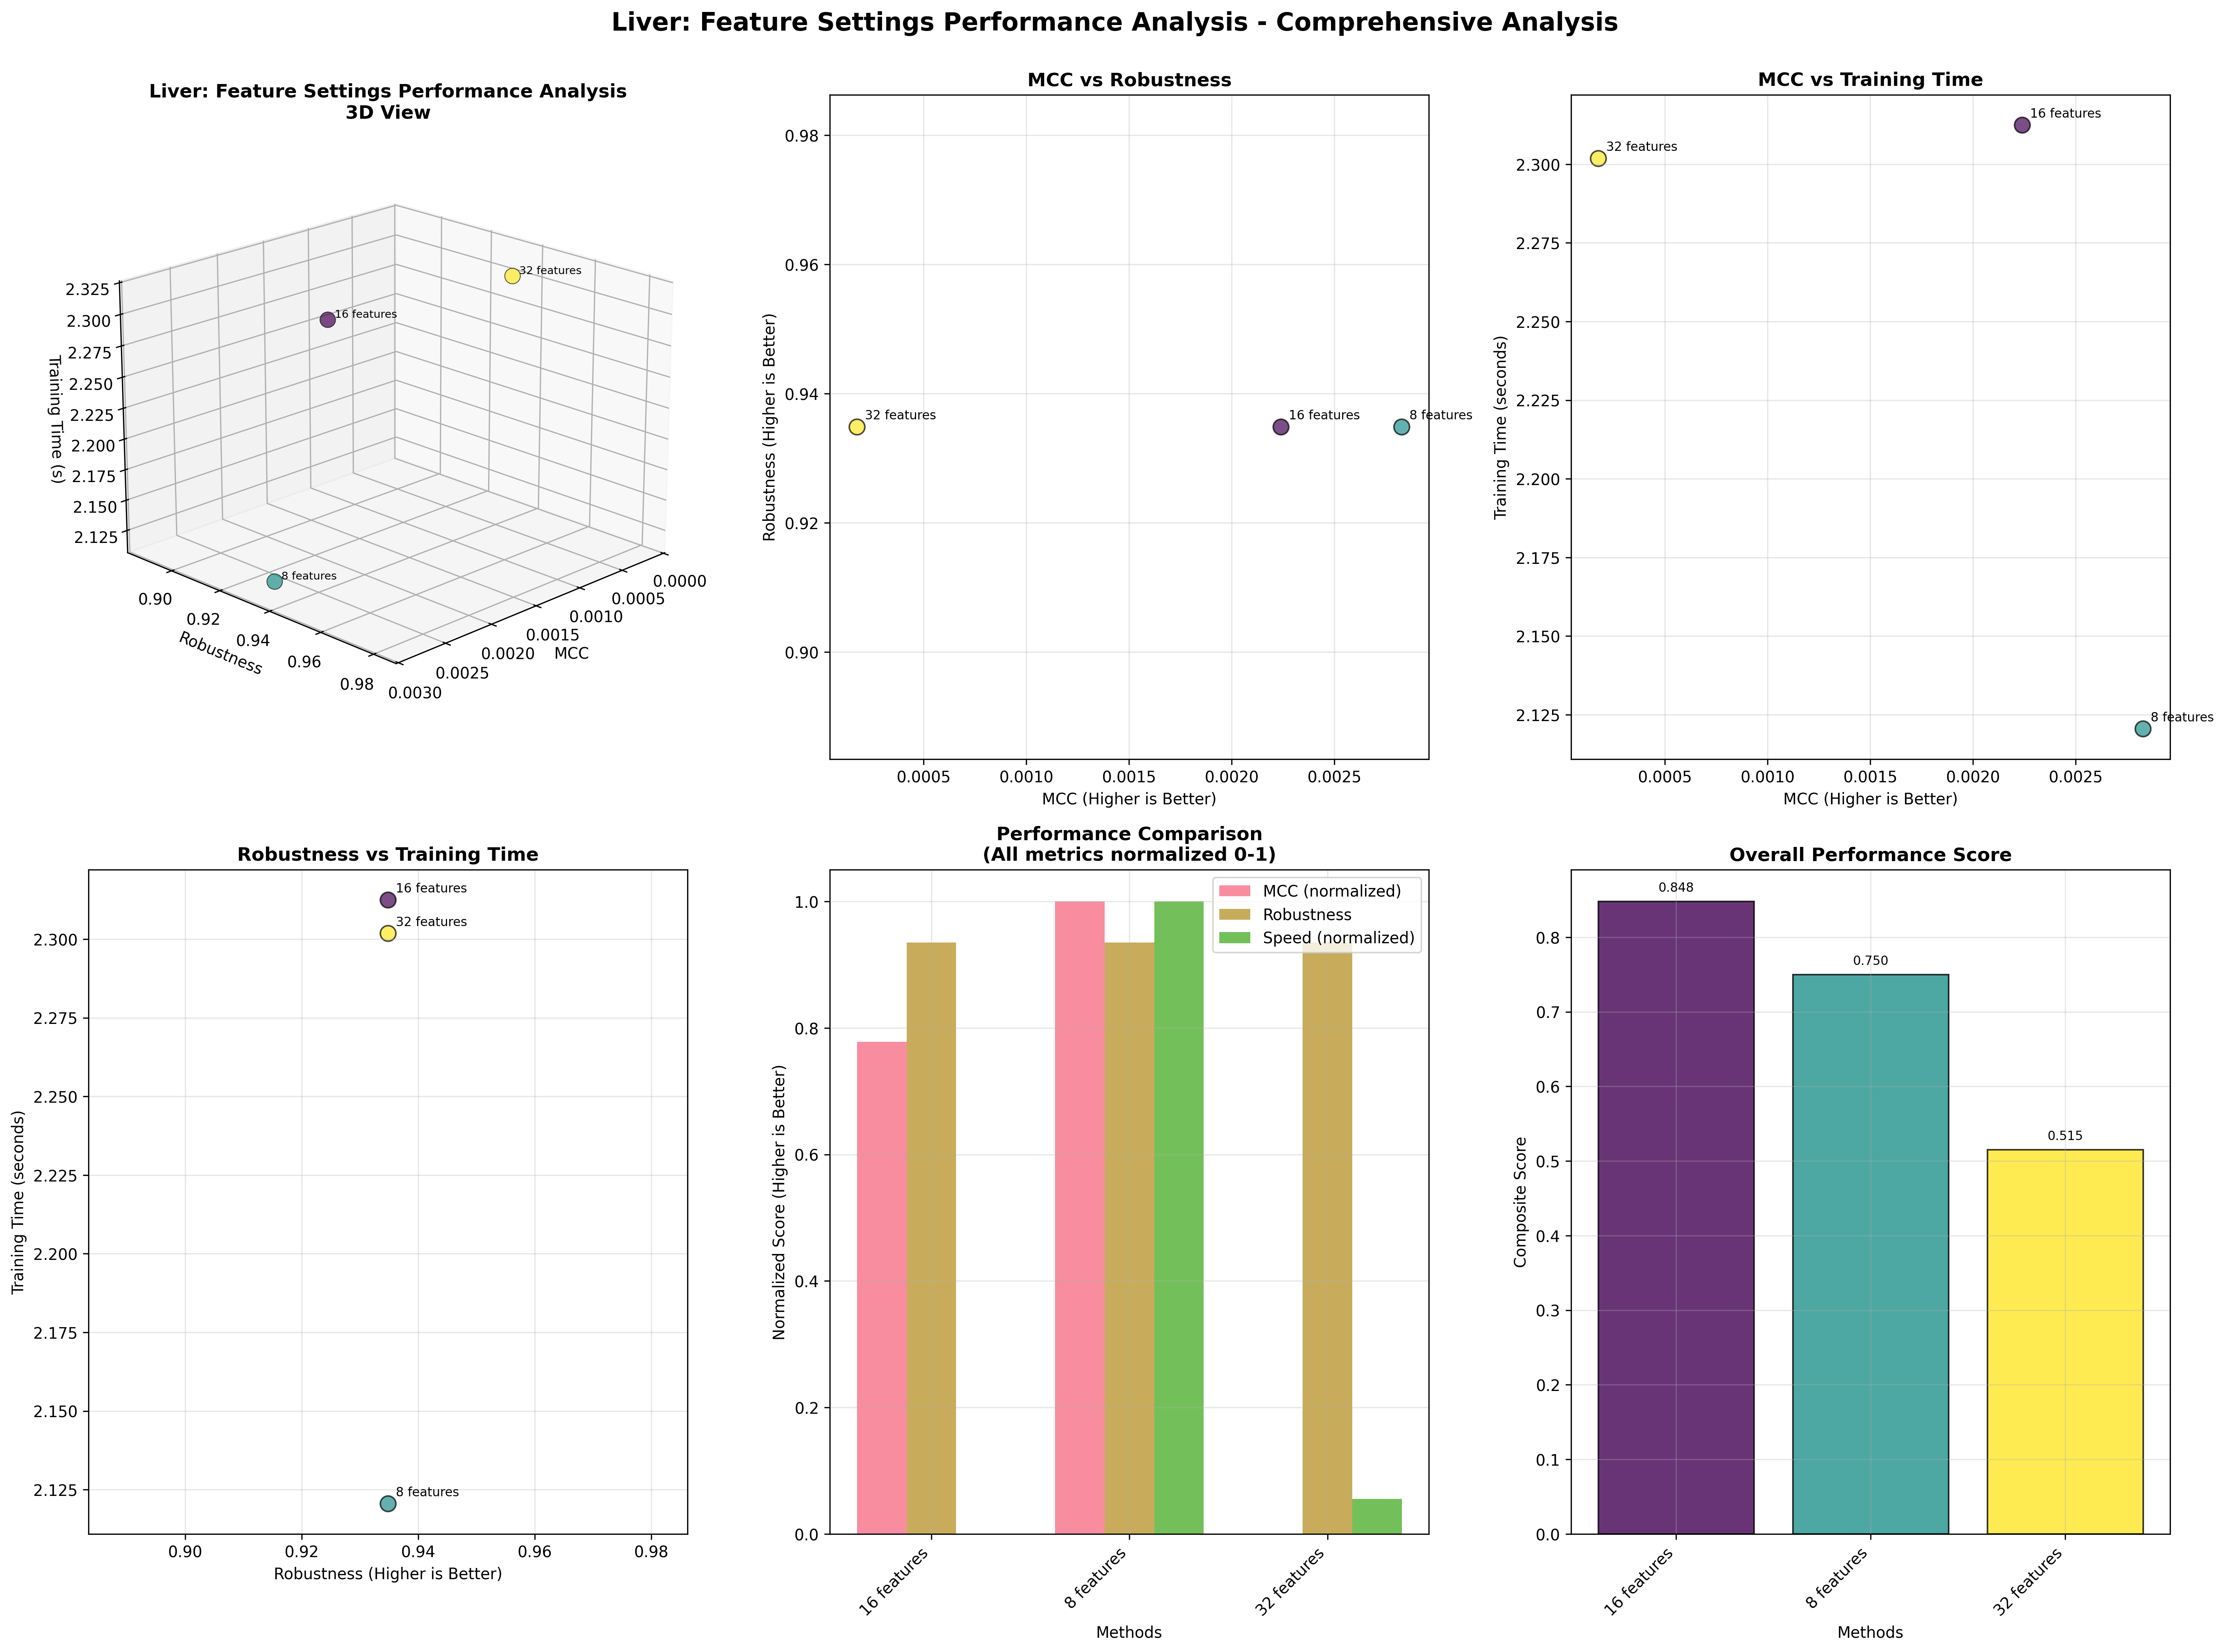 Liver: Feature Settings Performance Analysis - Comprehensive Analysis
Liver: Feature Settings Performance Analysis
3D View
32 features
16 features
8 features
2.325
2.300
2.275
2.250
2.225
2.200
2.175
2.150
2.125
Training Time (s)
0.90
0.92
0.94
0.96
0.98
Robustness
0.0000
0.0005
0.0010
0.0015
0.0020
0.0025
0.0030
MCC
MCC vs Robustness
0.98
0.96
0.94
0.92
0.90
Robustness (Higher is Better)
32 features
16 features
8 features
0.0005 0.0010 0.0015 0.0020 0.0025
MCC (Higher is Better)
MCC vs Training Time
2.300
2.275
2.250
2.225
2.200
2.175
2.150
2.125
Training Time (seconds)
16 features
32 features
8 features
0.0005 0.0010 0.0015 0.0020 0.0025
MCC (Higher is Better)
Robustness vs Training Time
2.300
2.275
2.250
2.225
2.200
2.175
2.150
2.125
Training Time (seconds)
16 features
32 features
8 features
0.90 0.92 0.94 0.96 0.98
Robustness (Higher is Better)
Performance Comparison
(All metrics normalized 0-1)
1.0
0.8
0.6
0.4
0.2
0.0
Normalized Score (Higher is Better)
MCC (normalized)
Robustness
Speed (normalized)
16 features
8 features
32 features
Methods
Overall Performance Score
0.8
0.7
0.6
0.5
0.4
0.3
0.2
0.1
0.0
Composite Score
0.848
0.750
0.515
16 features
8 features
32 features
Methods